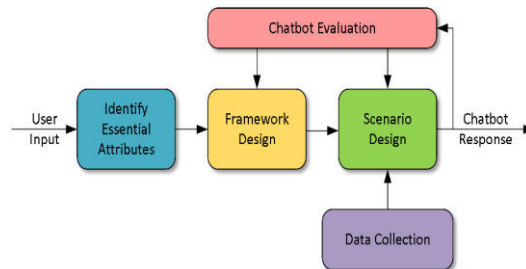 Chatbot Evaluation
User
Input
Identify
Essential
Attributes
Framework
Design
Scenario
Design
Chatbot
Response
Data Collection